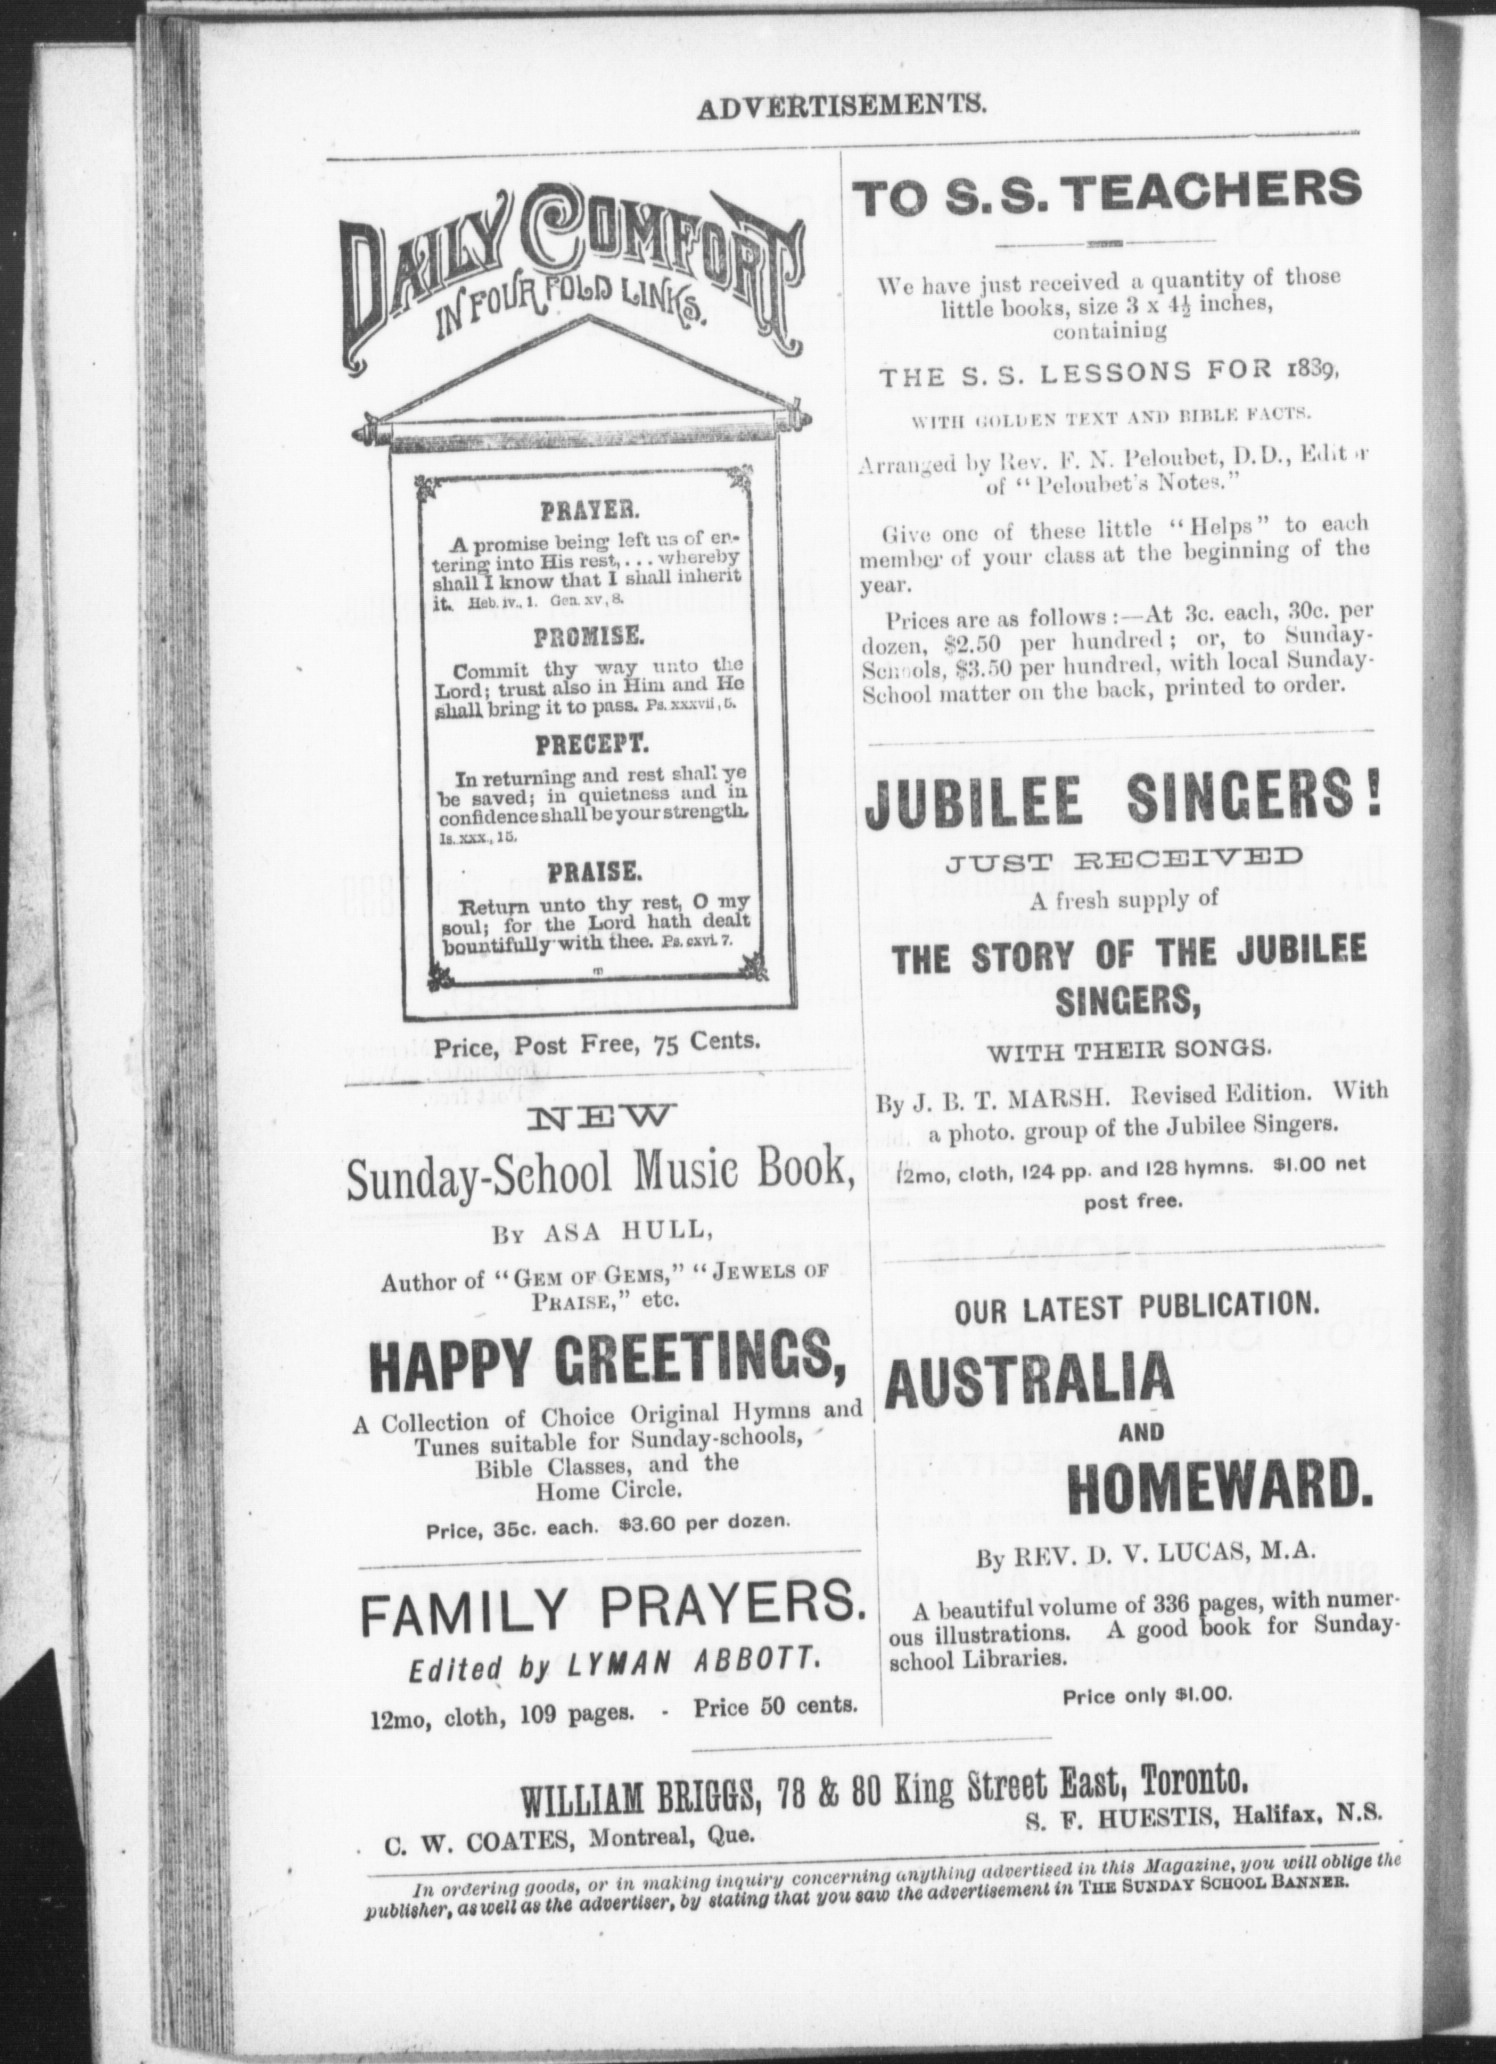 ADVERTISEMENTS.
DAILY COMFORT
IN FOUR FOLD LINKS.
PRAYER.
A promise being left us of en-
tering into His rest, . . . whereby
shall I know that I shall inherit
it. Heb. iv., 1. Gen. xv, 8.
PROMISE.
Commit thy way unto the
Lord; trust also in Him and He
shall bring it to pass. Ps. xxxvii, 5.
PRECEPT.
In returning and rest shall ye
be saved; in quietness and in
confidence shall be your strength.
Is. xxx., 15.
PRAISE.
Return unto thy rest, O my
soul; for the Lord hath dealt
bountifully with thee. Ps. cxvi. 7.
Price, Post Free, 75 Cents.
NEW
Sunday-School Music Book,
By ASA HULL,
Author of "GEM OF GEMS," "JEWELS OF
PRAISE," etc.
HAPPY GREETINGS,
A Collection of Choice Original Hymns and
Tunes suitable for Sunday-schools,
Bible Classes, and the
Home Circle.
Price, 35c. each. $3.60 per dozen.
FAMILY PRAYERS.
Edited by LYMAN ABBOTT.
12mo, cloth, 109 pages. - Price 50 cents.
TO S. S. TEACHERS
We have just received a quantity of those
little books, size 3 x 4½ inches,
containing
THE S. S. LESSONS FOR 1889,
WITH GOLDEN TEXT AND BIBLE FACTS.
Arranged by Rev. F. N. Peloubet, D.D., Editor
of "Peloubet's Notes."
Give one of these little "Helps" to each
member of your class at the beginning of the
year.
Prices are as follows:—At 3c. each, 30c. per
dozen, $2.50 per hundred; or, to Sunday-
Schools, $3.50 per hundred, with local Sunday-
School matter on the back, printed to order.
JUBILEE SINGERS!
JUST RECEIVED
A fresh supply of
THE STORY OF THE JUBILEE
SINGERS,
WITH THEIR SONGS.
By J. B. T. MARSH. Revised Edition. With
a photo. group of the Jubilee Singers.
12mo, cloth, 124 pp. and 128 hymns. $1.00 net
post free.
OUR LATEST PUBLICATION.
AUSTRALIA
AND
HOMEWARD.
By REV. D. V. LUCAS, M.A.
A beautiful volume of 336 pages, with numer-
ous illustrations. A good book for Sunday-
school Libraries.
Price only $1.00.
WILLIAM BRIGGS, 78 & 80 King Street East, Toronto.
C. W. COATES, Montreal, Que. S. F. HUESTIS, Halifax, N.S.
In ordering goods, or in making inquiry concerning anything advertised in this Magazine, you will oblige the
publisher, as well as the advertiser, by stating that you saw the advertisement in THE SUNDAY SCHOOL BANNER.